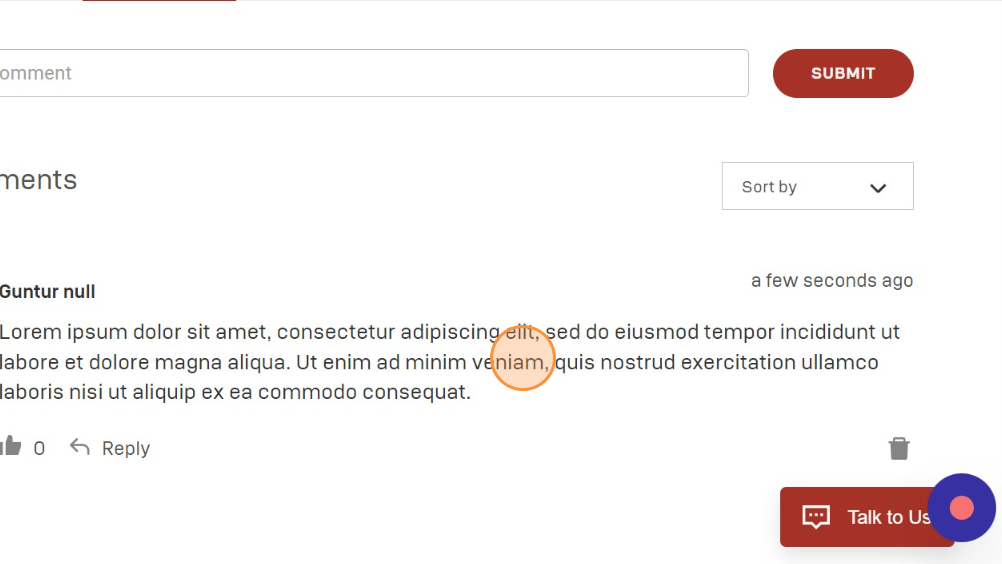 omment
SUBMIT
ments
Sort by
a few seconds ago
Guntur null
Lorem ipsum dolor sit amet, consectetur adipiscing elit, sed do eiusmod tempor incididunt ut
labore et dolore magna aliqua. Ut enim ad minim veniam, quis nostrud exercitation ullamco
laboris nisi ut aliquip ex ea commodo consequat.
0 Reply
Talk to Us